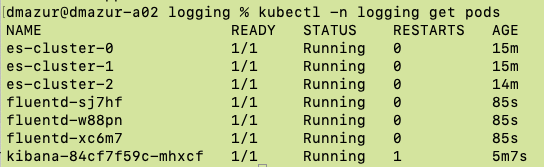 dmazur@dmazur-a02 logging % kubectl -n logging get pods
NAME READY STATUS RESTARTS AGE
es-cluster-0 1/1 Running 0 15m
es-cluster-1 1/1 Running 0 15m
es-cluster-2 1/1 Running 0 14m
fluentd-sj7hf 1/1 Running 0 85s
fluentd-w88pn 1/1 Running 0 85s
fluentd-xc6m7 1/1 Running 0 85s
kibana-84cf7f59c-mhxcf 1/1 Running 1 5m7s